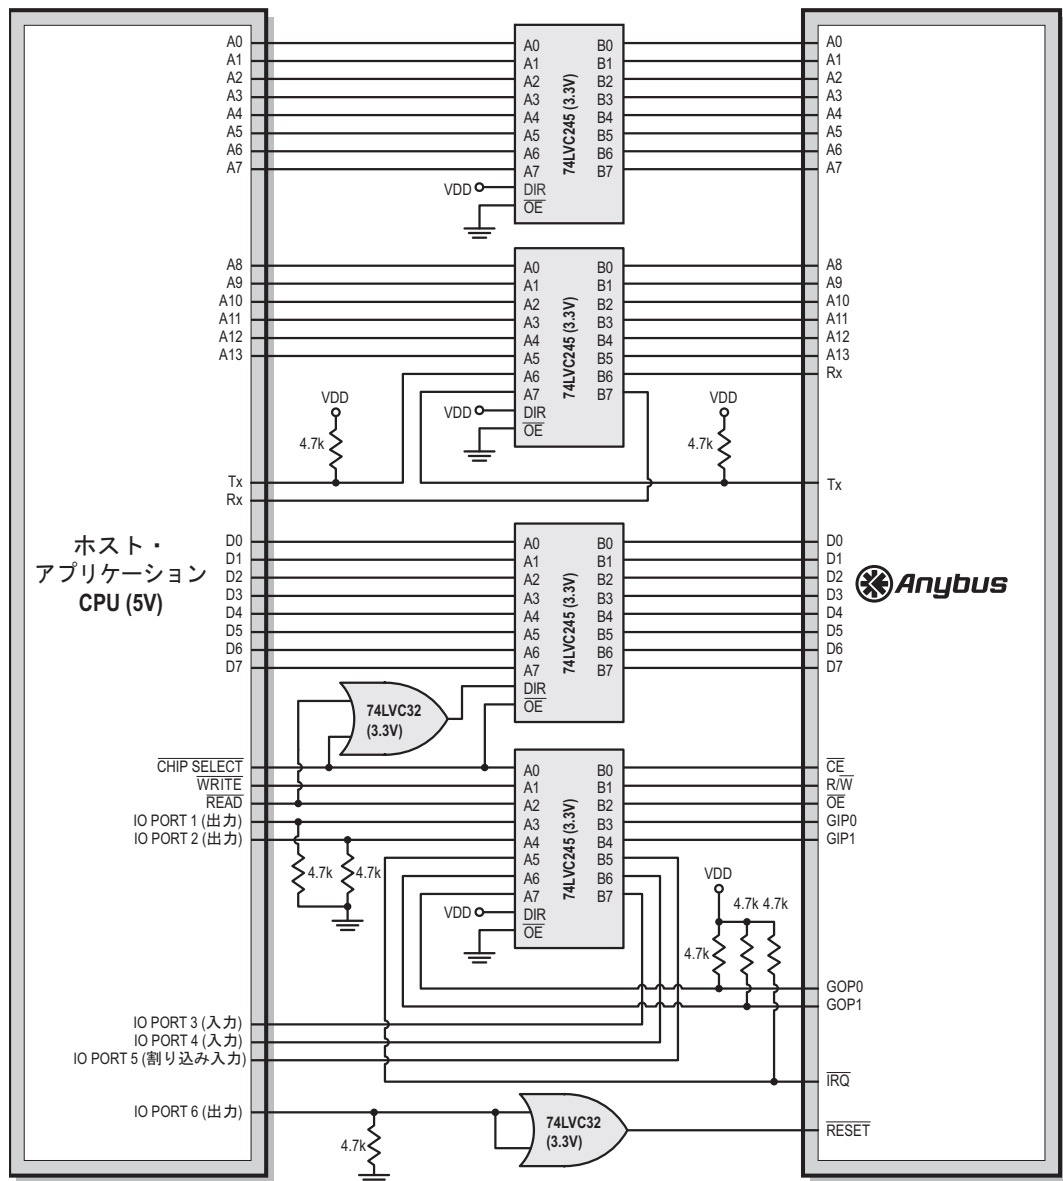 A0 A0 B0 A0
A1 A1 B1 A1
A2 A2 B2 A2
A3 A3 B3 A3
A4 A4 B4 A4
A5 A5 B5 A5
A6 A6 B6 A6
A7 A7 B7 A7
74LVC245 (3.3V)
VDD DIR
OE
A8 A0 B0 A8
A9 A1 B1 A9
A10 A2 B2 A10
A11 A3 B3 A11
A12 A4 B4 A12
A13 A5 B5 A13
A6 B6 Rx
A7 B7
74LVC245 (3.3V)
VDD VDD DIR VDD
4.7k OE 4.7k
Tx Tx
Rx
D0 A0 B0 D0
D1 A1 B1 D1
D2 A2 B2 D2
D3 A3 B3 D3
D4 A4 B4 D4
D5 A5 B5 D5
D6 A6 B6 D6
D7 A7 B7 D7
74LVC245 (3.3V)
DIR
OE
ホスト・
アプリケーション
CPU (5V)
Anybus
74LVC32
(3.3V)
CHIP SELECT A0 B0 CE
WRITE A1 B1 R/W
READ A2 B2 OE
IO PORT 1 (出力) A3 B3 GIP0
IO PORT 2 (出力) A4 B4 GIP1
A5 B5
4.7k 4.7k A6 B6 VDD
A7 B7
74LVC245 (3.3V)
VDD DIR 4.7k 4.7k
OE
4.7k
GOP0
GOP1
IO PORT 3 (入力)
IO PORT 4 (入力)
IO PORT 5 (割り込み入力)
IRQ
IO PORT 6 (出力)
74LVC32
(3.3V)
RESET
4.7k